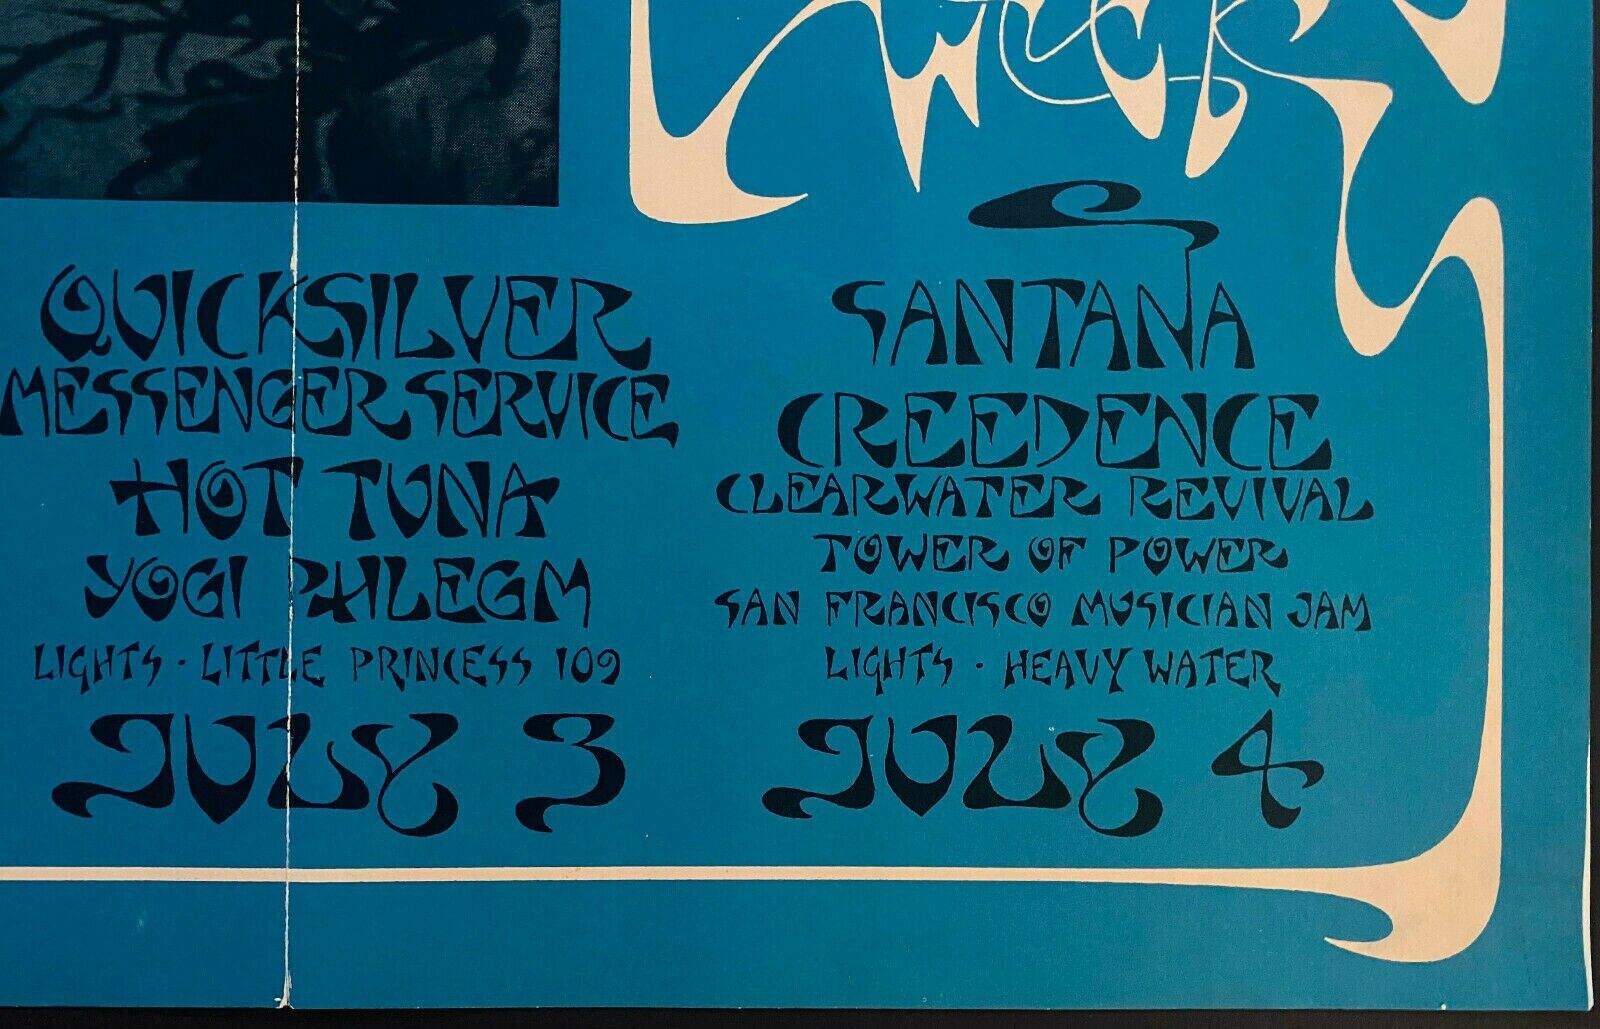 WEEK
QUICKSILVER
MESSENGER SERVICE
HOT TUNA
YOGI PHLEGM
LIGHTS · LITTLE PRINCESS 109
JULY 3
SANTANA
CREEDENCE
CLEARWATER REVIVAL
TOWER OF POWER
SAN FRANCISCO MUSICIAN JAM
LIGHTS · HEAVY WATER
JULY 4